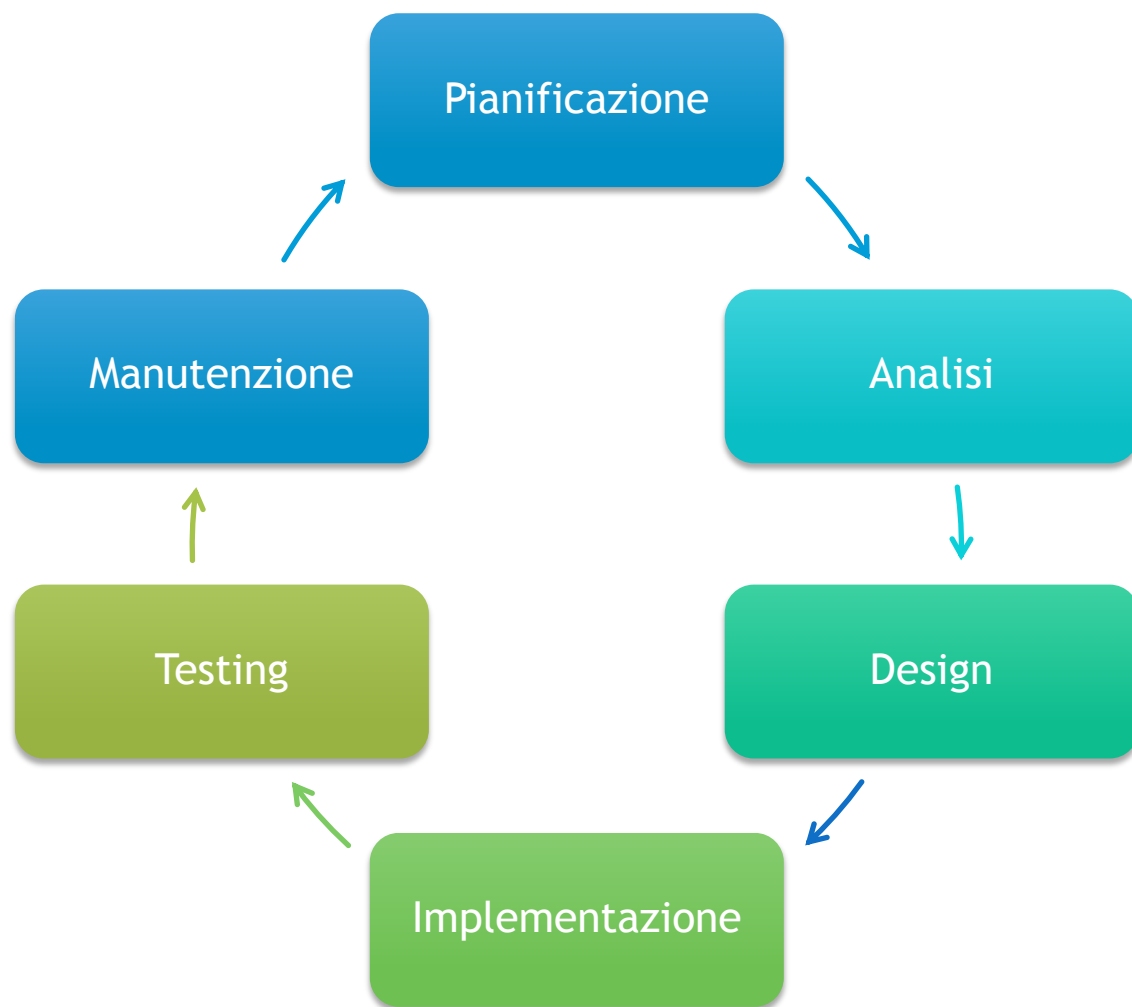 Pianificazione
Analisi
Design
Implementazione
Testing
Manutenzione